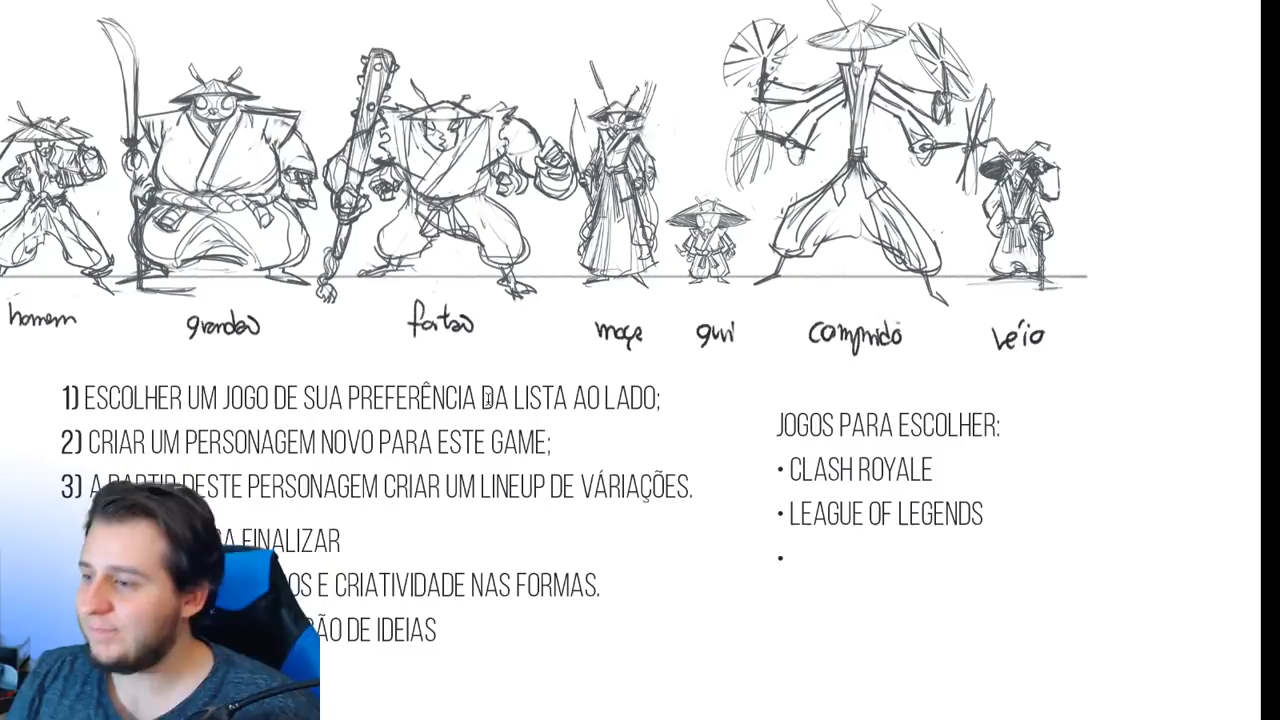 homem
grandão
fortão
moça
guri
comprido
véio
1) ESCOLHER UM JOGO DE SUA PREFERÊNCIA DA LISTA AO LADO;
2) CRIAR UM PERSONAGEM NOVO PARA ESTE GAME;
3) A PARTIR DESTE PERSONAGEM CRIAR UM LINEUP DE VÁRIAÇÕES.
FINALIZAR
E CRIATIVIDADE NAS FORMAS.
DE IDEIAS
JOGOS PARA ESCOLHER:
• CLASH ROYALE
• LEAGUE OF LEGENDS
•